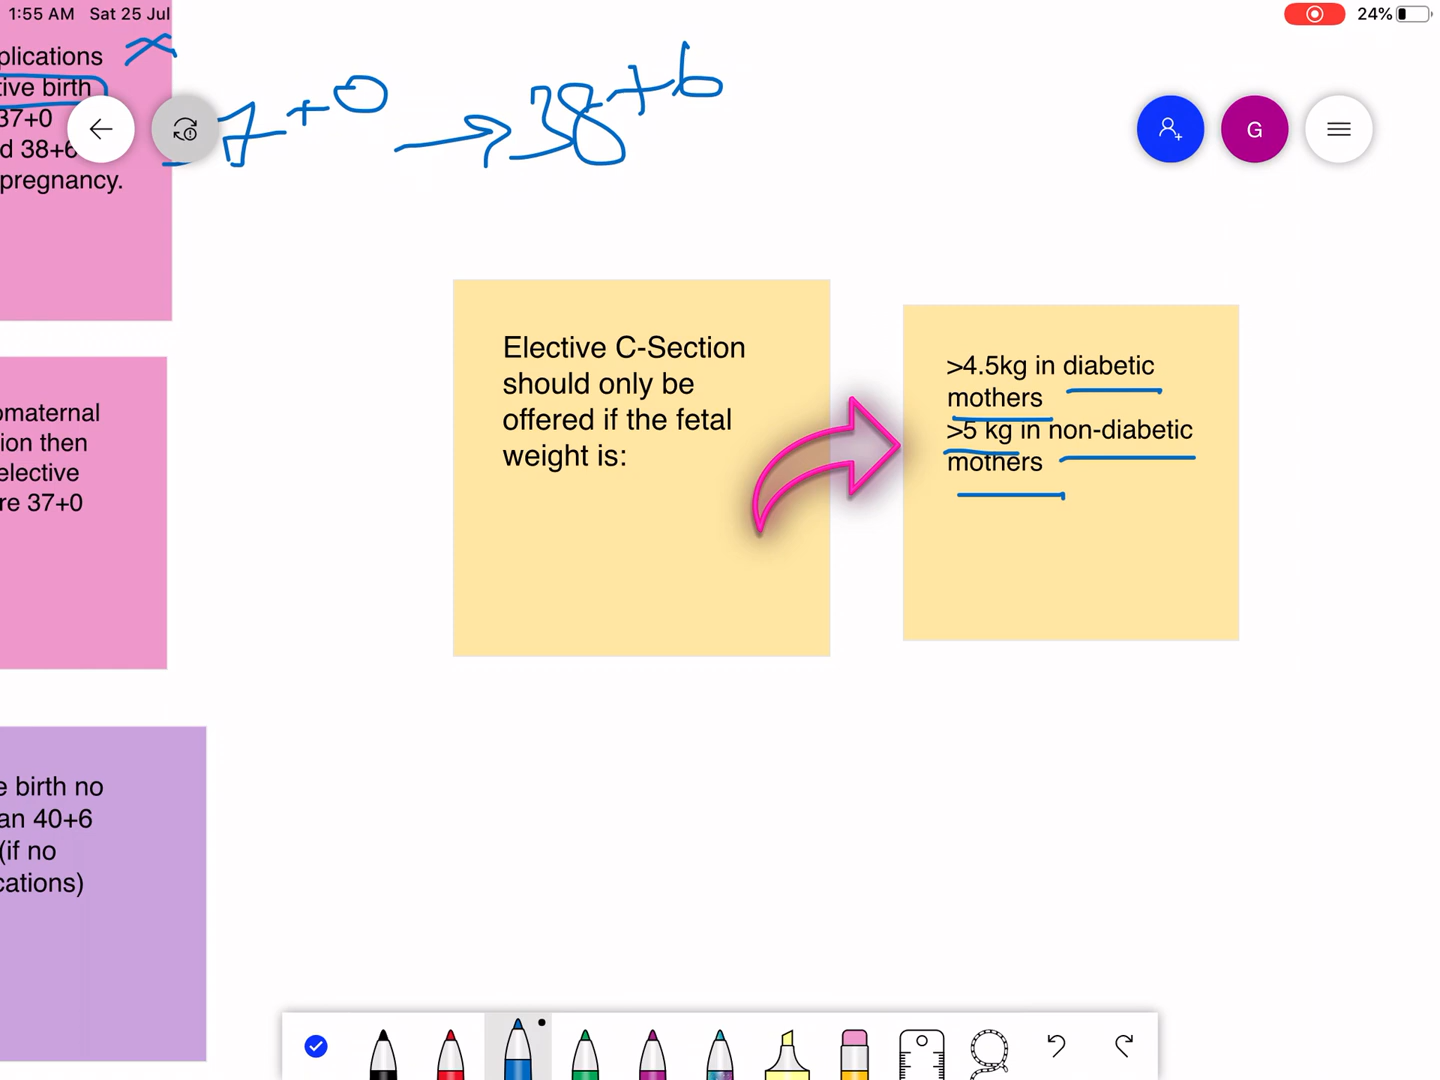 1:55 AM Sat 25 Jul
24%
plications
tive birth
37+0
d 38+6
pregnancy.
7+0 → 38+6
G
omaternal
ion then
elective
re 37+0
e birth no
an 40+6
(if no
cations)
Elective C-Section
should only be
offered if the fetal
weight is:
>4.5kg in diabetic
mothers
>5 kg in non-diabetic
mothers